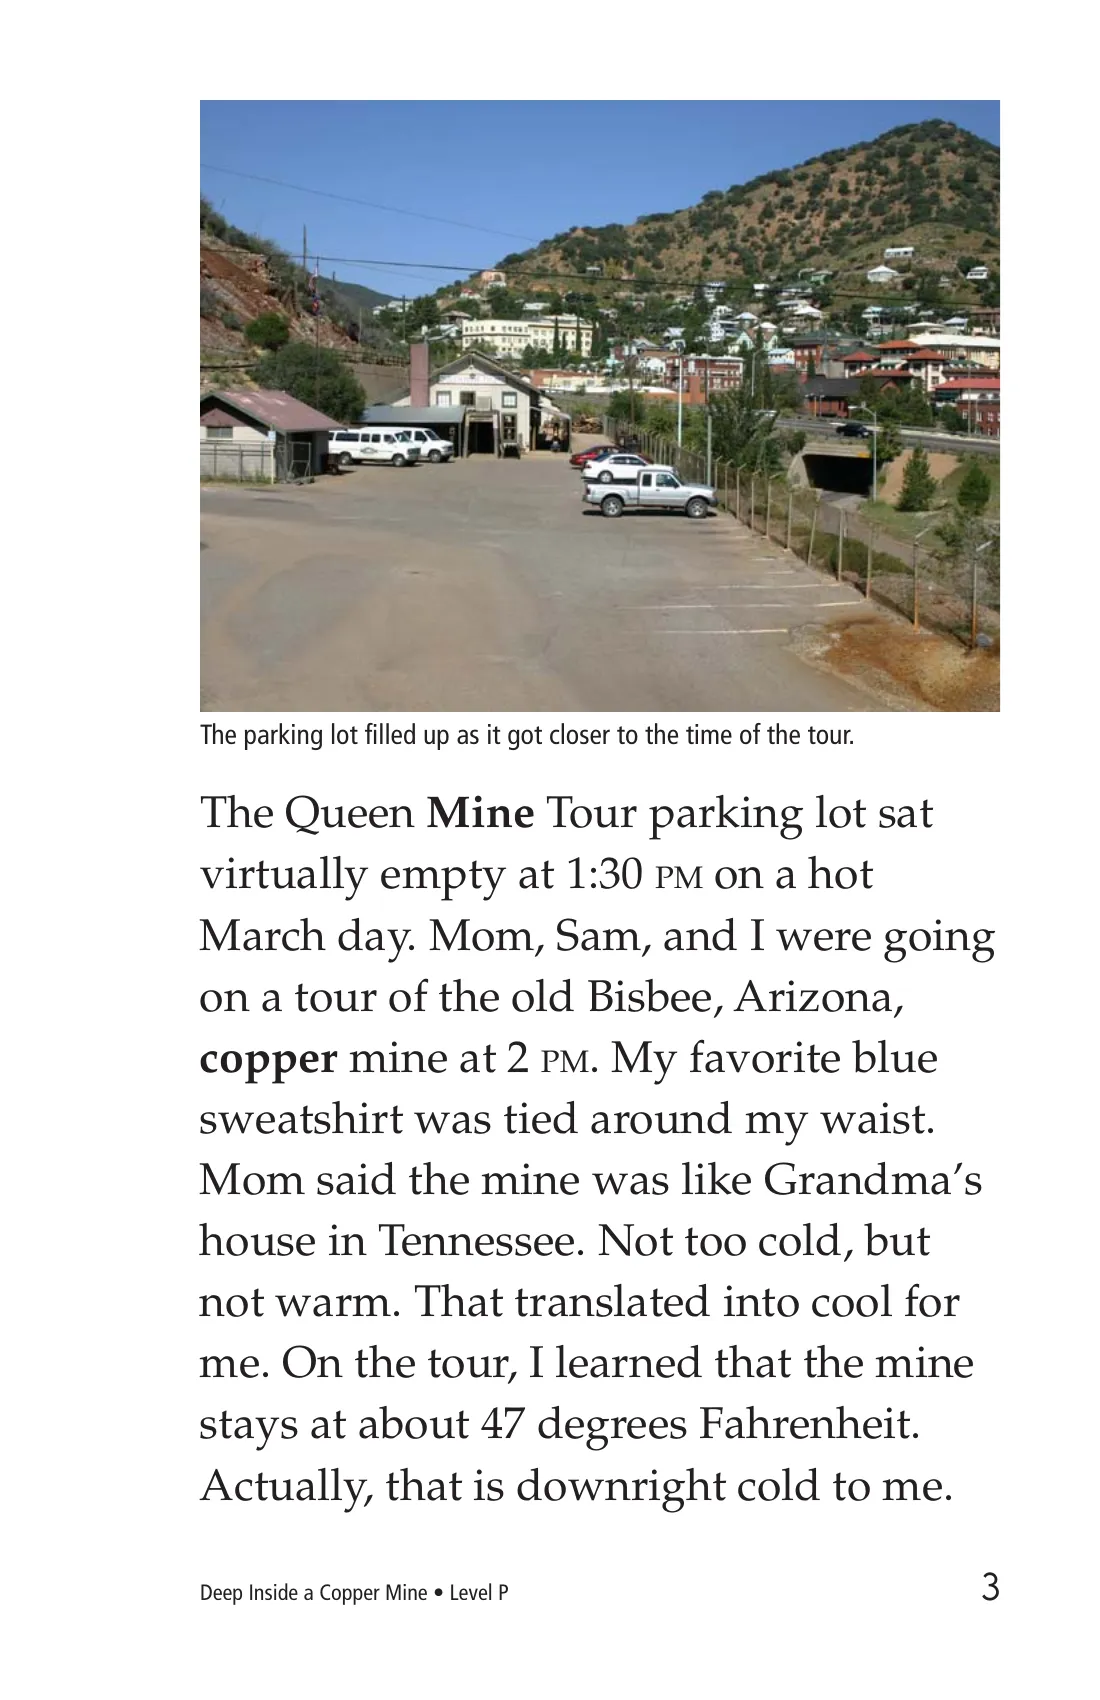 The parking lot filled up as it got closer to the time of the tour.
The Queen Mine Tour parking lot sat
virtually empty at 1:30 PM on a hot
March day. Mom, Sam, and I were going
on a tour of the old Bisbee, Arizona,
copper mine at 2 PM. My favorite blue
sweatshirt was tied around my waist.
Mom said the mine was like Grandma’s
house in Tennessee. Not too cold, but
not warm. That translated into cool for
me. On the tour, I learned that the mine
stays at about 47 degrees Fahrenheit.
Actually, that is downright cold to me.
Deep Inside a Copper Mine • Level P
3